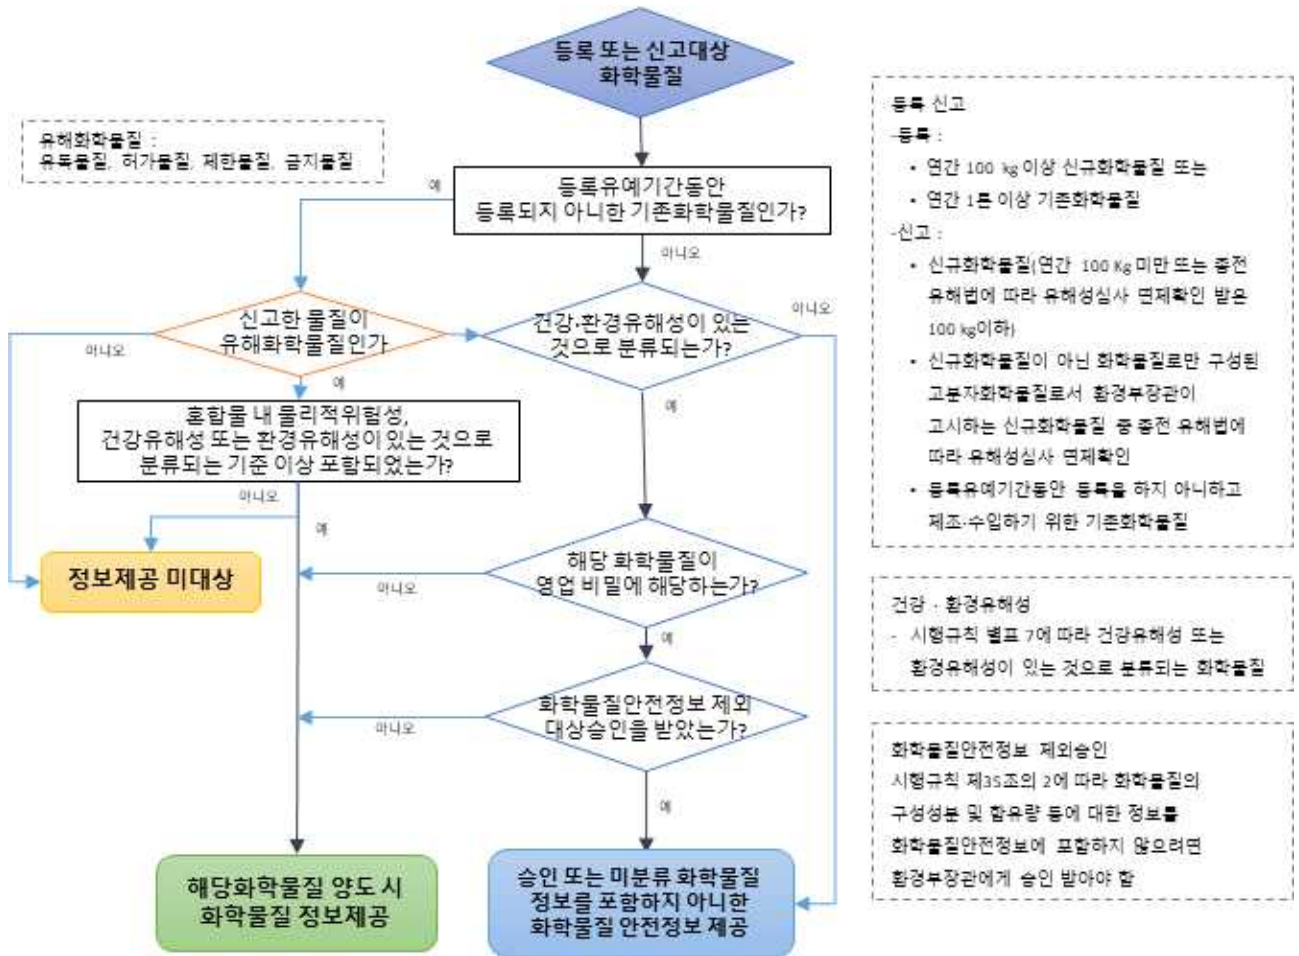 등록 또는 신고대상
화학물질
유해화학물질 :
유독물질, 허가물질, 제한물질, 금지물질
예
등록유예기간동안
등록되지 아니한 기존화학물질인가?
아니오
신고한 물질이
유해화학물질인가
아니오
예
건강·환경유해성이 있는
것으로 분류되는가?
아니오
예
혼합물 내 물리적위험성,
건강유해성 또는 환경유해성이 있는 것으로
분류되는 기준 이상 포함되었는가?
아니오
예
정보제공 미대상
해당 화학물질이
영업 비밀에 해당하는가?
아니오
예
화학물질안전정보 제외
대상승인을 받았는가?
아니오
예
해당화학물질 양도 시
화학물질 정보제공
승인 또는 미분류 화학물질
정보를 포함하지 아니한
화학물질 안전정보 제공
등록 신고
-등록 :
• 연간 100 kg 이상 신규화학물질 또는
• 연간 1톤 이상 기존화학물질
-신고 :
• 신규화학물질(연간 100 Kg 미만 또는 종전
유해법에 따라 유해성심사 면제확인 받은
100 kg이하)
• 신규화학물질이 아닌 화학물질로만 구성된
고분자화학물질로서 환경부장관이
고시하는 신규화학물질 중 종전 유해법에
따라 유해성심사 면제확인
• 등록유예기간동안 등록을 하지 아니하고
제조·수입하기 위한 기존화학물질
건강 · 환경유해성
- 시행규칙 별표 7에 따라 건강유해성 또는
환경유해성이 있는 것으로 분류되는 화학물질
화학물질안전정보 제외승인
시행규칙 제35조의 2에 따라 화학물질의
구성성분 및 함유량 등에 대한 정보를
화학물질안전정보에 포함하지 않으려면
환경부장관에게 승인 받아야 함